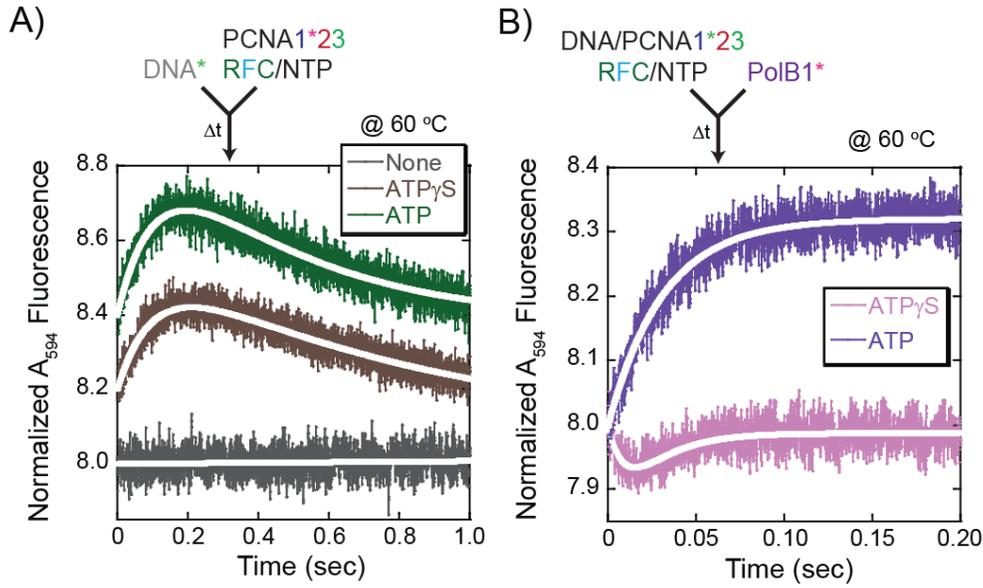 A)
PCNA1*23
DNA* RFC/NTP
Δt
@ 60 ºC
None
ATPγS
ATP
Normalized A594 Fluorescence
8.8
8.6
8.4
8.2
8.0
0 0.2 0.4 0.6 0.8 1.0
Time (sec)
B)
DNA/PCNA1*23
RFC/NTP PolB1*
Δt
@ 60 ºC
ATPγS
ATP
Normalized A594 Fluorescence
8.4
8.3
8.2
8.1
8.0
7.9
0 0.05 0.10 0.15 0.20
Time (sec)